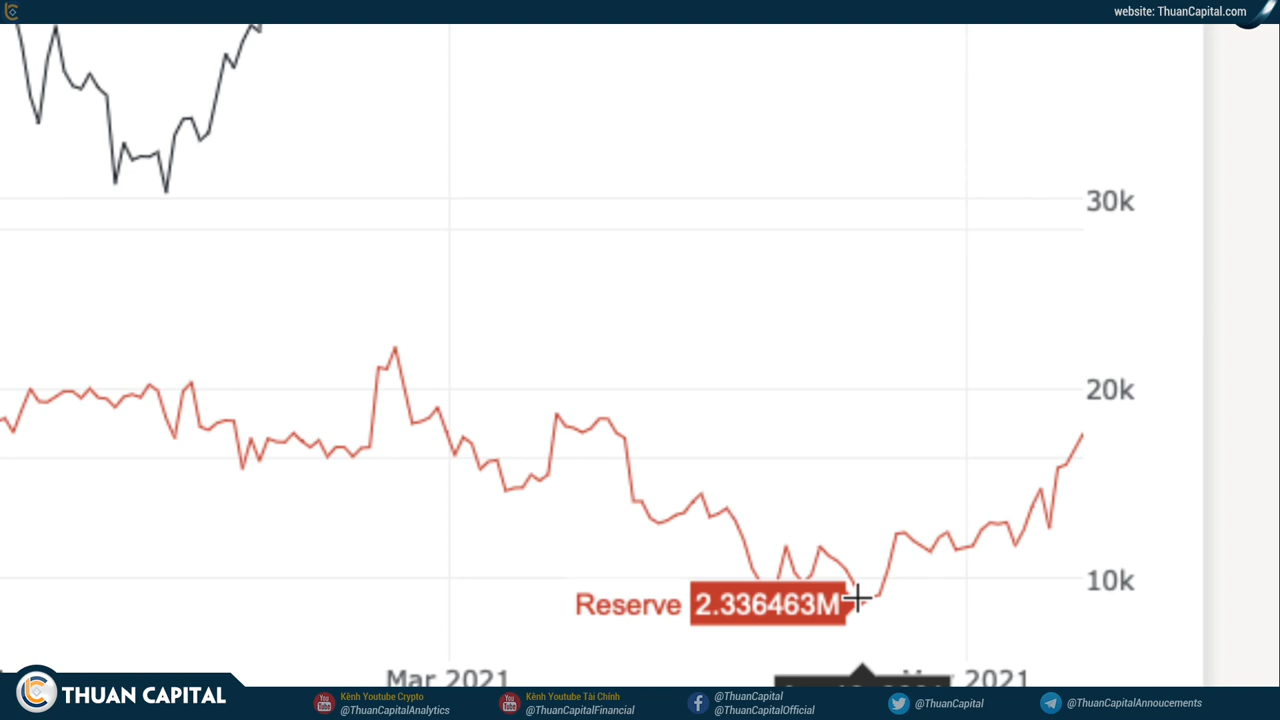 website: ThuanCapital.com
30k
20k
10k
Reserve 2.336463M
Mar 2021
2021
THUAN CAPITAL
Kênh Youtube Crypto
@ThuanCapitalAnalytics
Kênh Youtube Tài Chính
@ThuanCapitalFinancial
@ThuanCapital
@ThuanCapitalOfficial
@ThuanCapital
@ThuanCapitalAnnoucements